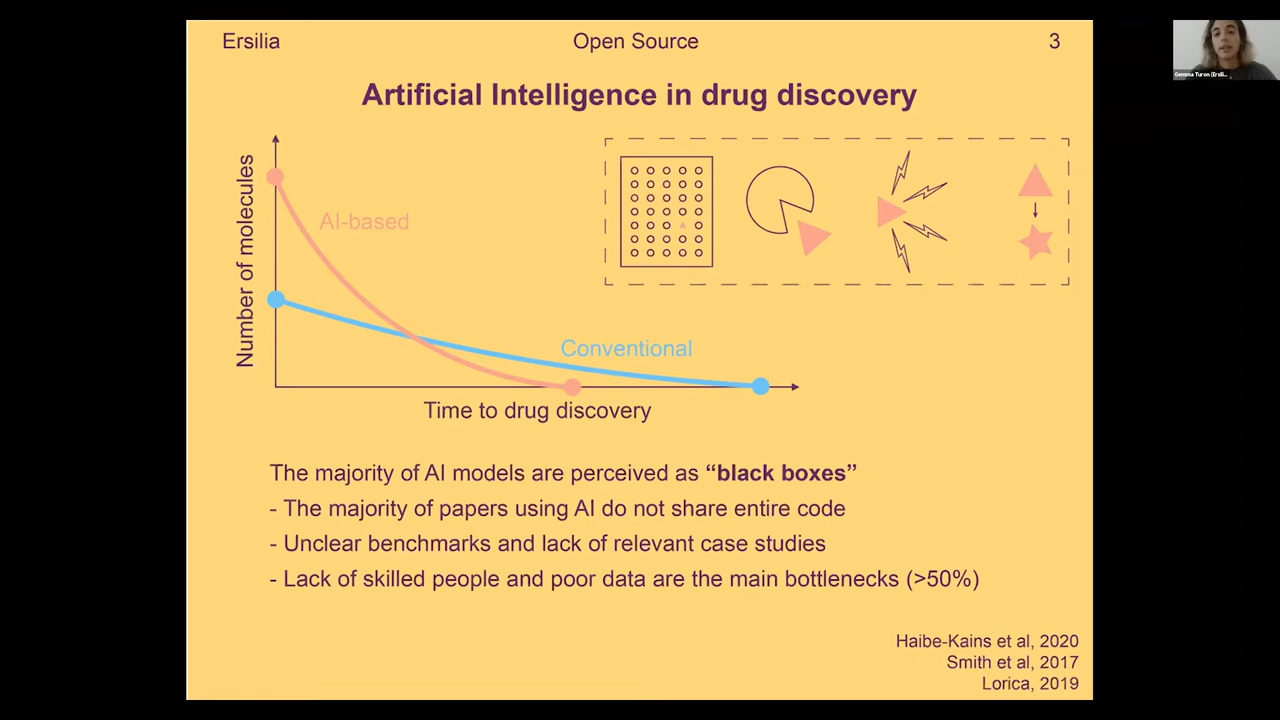 Ersilia
Open Source
3
Artificial Intelligence in drug discovery
Number of molecules
AI-based
Conventional
Time to drug discovery
The majority of AI models are perceived as “black boxes”
- The majority of papers using AI do not share entire code
- Unclear benchmarks and lack of relevant case studies
- Lack of skilled people and poor data are the main bottlenecks (>50%)
Haibe-Kains et al, 2020
Smith et al, 2017
Lorica, 2019
Gemma Turon (Ersili...